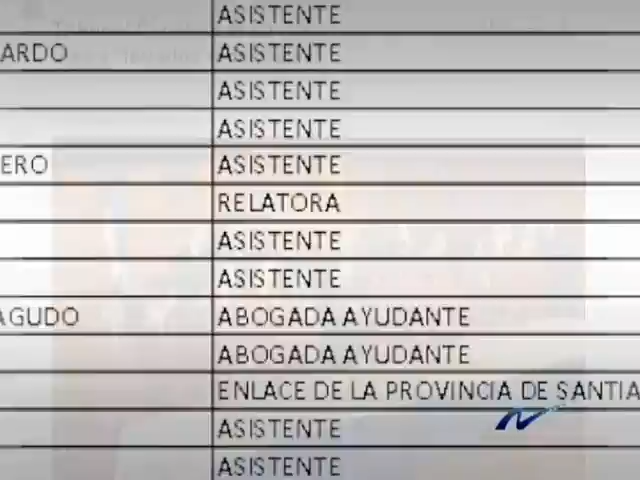 ASISTENTE
ARDO ASISTENTE
ASISTENTE
ASISTENTE
ERO ASISTENTE
RELATORA
ASISTENTE
ASISTENTE
AGUDO ABOGADA AYUDANTE
ABOGADA AYUDANTE
ENLACE DE LA PROVINCIA DE SANTIA
ASISTENTE
ASISTENTE